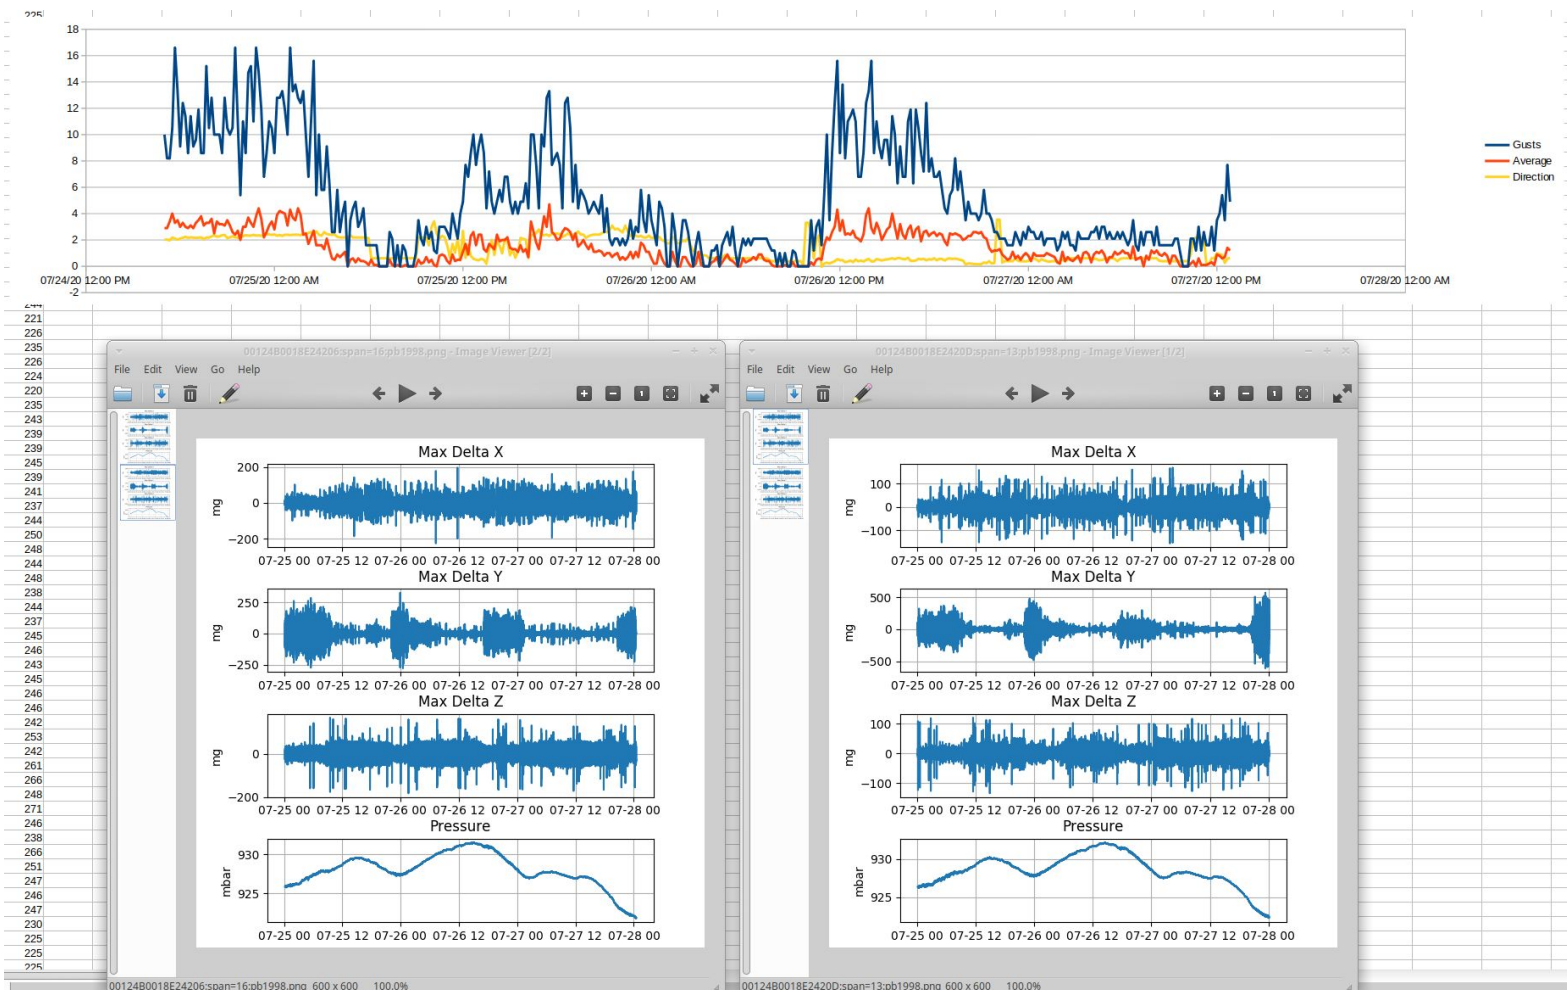 225
18
16
14
12
10
8
6
4
2
0
-2
07/24/20 12:00 PM 07/25/20 12:00 AM 07/25/20 12:00 PM 07/26/20 12:00 AM 07/26/20 12:00 PM 07/27/20 12:00 AM 07/27/20 12:00 PM 07/28/20 12:00 AM
Gusts
Average
Direction
244
221
226
235
226
224
220
235
243
239
239
245
239
241
237
244
250
248
244
248
238
244
237
245
246
243
245
246
246
242
253
242
261
266
248
271
246
238
266
251
247
246
247
230
225
225
225
00124B0018E24206:span=16:pb1998.png - Image Viewer [2/2]
File Edit View Go Help
Max Delta X
200
0
-200
mg
07-25 00 07-25 12 07-26 00 07-26 12 07-27 00 07-27 12 07-28 00
Max Delta Y
250
0
-250
mg
07-25 00 07-25 12 07-26 00 07-26 12 07-27 00 07-27 12 07-28 00
Max Delta Z
0
-200
mg
07-25 00 07-25 12 07-26 00 07-26 12 07-27 00 07-27 12 07-28 00
Pressure
930
925
mbar
07-25 00 07-25 12 07-26 00 07-26 12 07-27 00 07-27 12 07-28 00
00124B0018E24206:span=16:pb1998.png 600 x 600 100.0%
00124B0018E2420D:span=13:pb1998.png - Image Viewer [1/2]
File Edit View Go Help
Max Delta X
100
0
-100
mg
07-25 00 07-25 12 07-26 00 07-26 12 07-27 00 07-27 12 07-28 00
Max Delta Y
500
0
-500
mg
07-25 00 07-25 12 07-26 00 07-26 12 07-27 00 07-27 12 07-28 00
Max Delta Z
100
0
-100
mg
07-25 00 07-25 12 07-26 00 07-26 12 07-27 00 07-27 12 07-28 00
Pressure
930
925
mbar
07-25 00 07-25 12 07-26 00 07-26 12 07-27 00 07-27 12 07-28 00
00124B0018E2420D:span=13:pb1998.png 600 x 600 100.0%